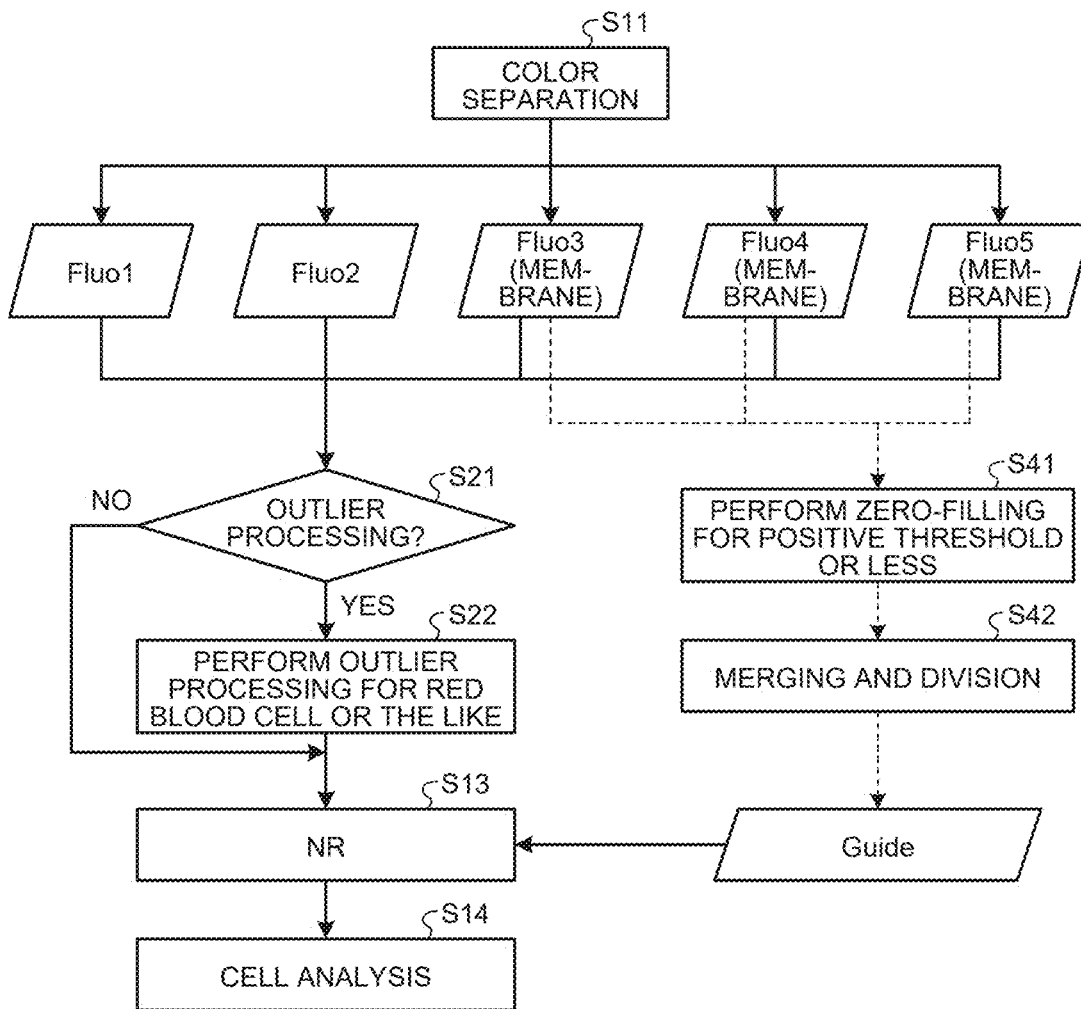 S11
COLOR
SEPARATION
Fluo1
Fluo2
Fluo3
(MEM-
BRANE)
Fluo4
(MEM-
BRANE)
Fluo5
(MEM-
BRANE)
S21
NO
OUTLIER
PROCESSING?
YES
S22
PERFORM OUTLIER
PROCESSING FOR RED
BLOOD CELL OR THE LIKE
S41
PERFORM ZERO-FILLING
FOR POSITIVE THRESHOLD
OR LESS
S42
MERGING AND DIVISION
S13
NR
Guide
S14
CELL ANALYSIS